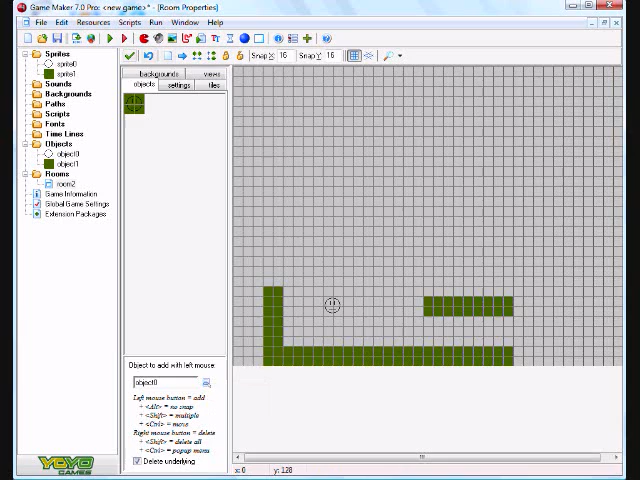 Game Maker 7.0 Pro: <new game>* - [Room Properties]
File Edit Resources Scripts Run Window Help
Snap X: 16 Snap Y: 16
Sprites
sprite0
sprite1
Sounds
Backgrounds
Paths
Scripts
Fonts
Time Lines
Objects
object0
object1
Rooms
room2
Game Information
Global Game Settings
Extension Packages
backgrounds views
objects settings tiles
Object to add with left mouse:
object0
Left mouse button = add
+ <Alt> = no snap
+ <Shift> = multiple
+ <Ctrl> = move
Right mouse button = delete
+ <Shift> = delete all
+ <Ctrl> = popup menu
Delete underlying
YOYO
GAMES
x: 0 y: 128